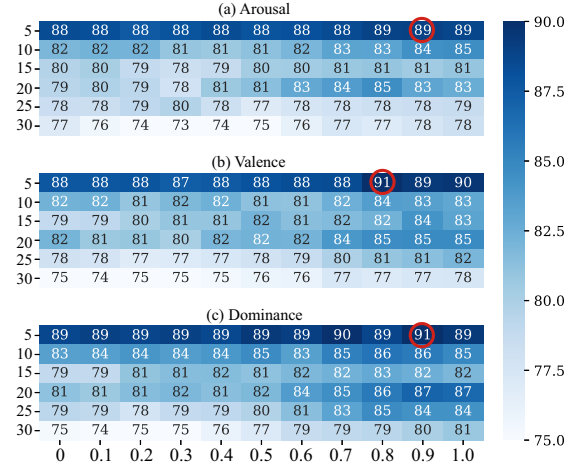 (a) Arousal
5 88 88 88 88 88 88 88 88 89 89 89
10 82 82 82 81 81 81 82 83 83 84 85
15 80 80 79 78 79 80 80 81 81 81 81
20 79 80 79 78 81 81 83 84 85 83 83
25 78 78 79 80 78 77 78 78 78 78 79
30 77 76 74 73 74 75 76 77 77 78 78
(b) Valence
5 88 88 88 87 88 88 88 88 91 89 90
10 82 82 81 82 82 81 81 82 84 83 83
15 79 79 80 81 81 82 81 82 82 84 83
20 82 81 81 80 82 82 82 84 85 85 85
25 78 78 77 77 77 78 79 80 81 81 82
30 75 74 75 75 75 76 76 77 77 77 78
(c) Dominance
5 89 89 89 89 89 89 89 90 89 91 89
10 83 84 84 84 84 85 83 85 86 86 85
15 79 79 81 81 82 81 82 82 83 82 82
20 81 81 81 82 81 82 84 85 86 87 87
25 79 79 78 79 79 80 81 83 85 84 84
30 75 74 75 75 76 77 79 79 79 80 81
0 0.1 0.2 0.3 0.4 0.5 0.6 0.7 0.8 0.9 1.0
90.0
87.5
85.0
82.5
80.0
77.5
75.0